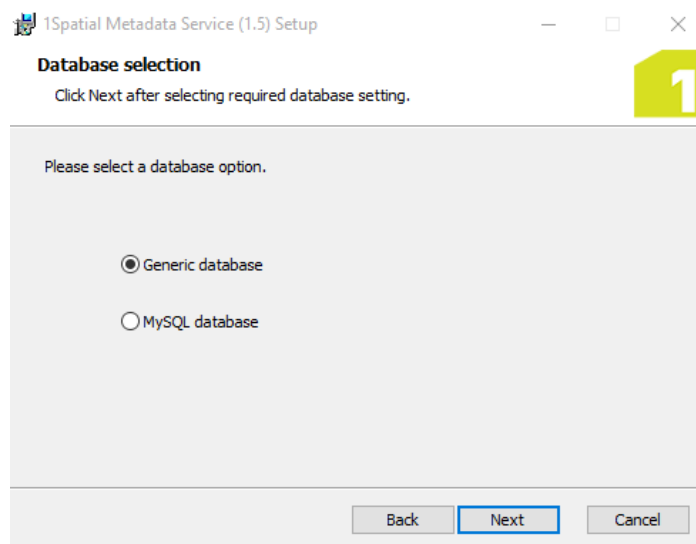 1Spatial Metadata Service (1.5) Setup
Database selection
Click Next after selecting required database setting.
1
Please select a database option.
Generic database
MySQL database
Back Next Cancel